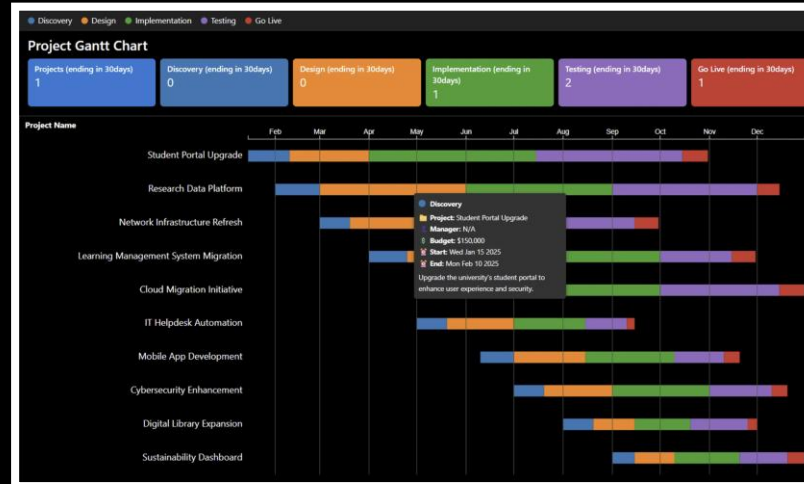 Discovery Design Implementation Testing Go Live
Project Gantt Chart
Projects (ending in 30days)
1
Discovery (ending in 30days)
0
Design (ending in 30days)
0
Implementation (ending in
30days)
1
Testing (ending in 30days)
2
Go Live (ending in 30days)
1
Project Name
Feb Mar Apr May Jun Jul Aug Sep Oct Nov Dec
Student Portal Upgrade
Research Data Platform
Network Infrastructure Refresh
Learning Management System Migration
Cloud Migration Initiative
IT Helpdesk Automation
Mobile App Development
Cybersecurity Enhancement
Digital Library Expansion
Sustainability Dashboard
Discovery
Project: Student Portal Upgrade
Manager: N/A
Budget: $150,000
Start: Wed Jan 15 2025
End: Mon Feb 10 2025
Upgrade the university's student portal to
enhance user experience and security.